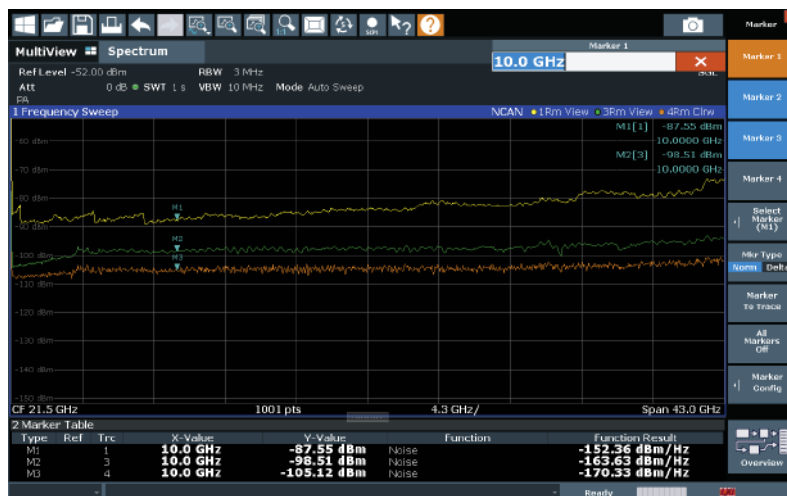 1:1
SCPI
?
?
Marker
MultiView Spectrum
Marker 1
10.0 GHz
Ref Level -52.00 dBm RBW 3 MHz
SGL
Att 0 dB SWT 1 s VBW 10 MHz Mode Auto Sweep
PA
1 Frequency Sweep NCAN 1Rm View 3Rm View 4Rm Clrw
M1[1] -87.55 dBm
10.0000 GHz
M2[3] -98.51 dBm
10.0000 GHz
-60 dBm
-70 dBm
-80 dBm
-90 dBm
-100 dBm
-110 dBm
-120 dBm
-130 dBm
-140 dBm
-150 dBm
M1
M2
M3
CF 21.5 GHz 1001 pts 4.3 GHz/ Span 43.0 GHz
2 Marker Table
Type Ref Trc X-Value Y-Value Function Function Result
M1 1 10.0 GHz -87.55 dBm Noise -152.36 dBm/Hz
M2 3 10.0 GHz -98.51 dBm Noise -163.63 dBm/Hz
M3 4 10.0 GHz -105.12 dBm Noise -170.33 dBm/Hz
Ready
Marker 1
Marker 2
Marker 3
Marker 4
Select
Marker
(M1)
Mkr Type
Norm Delta
Marker
To Trace
All
Markers
Off
Marker
Config
Overview